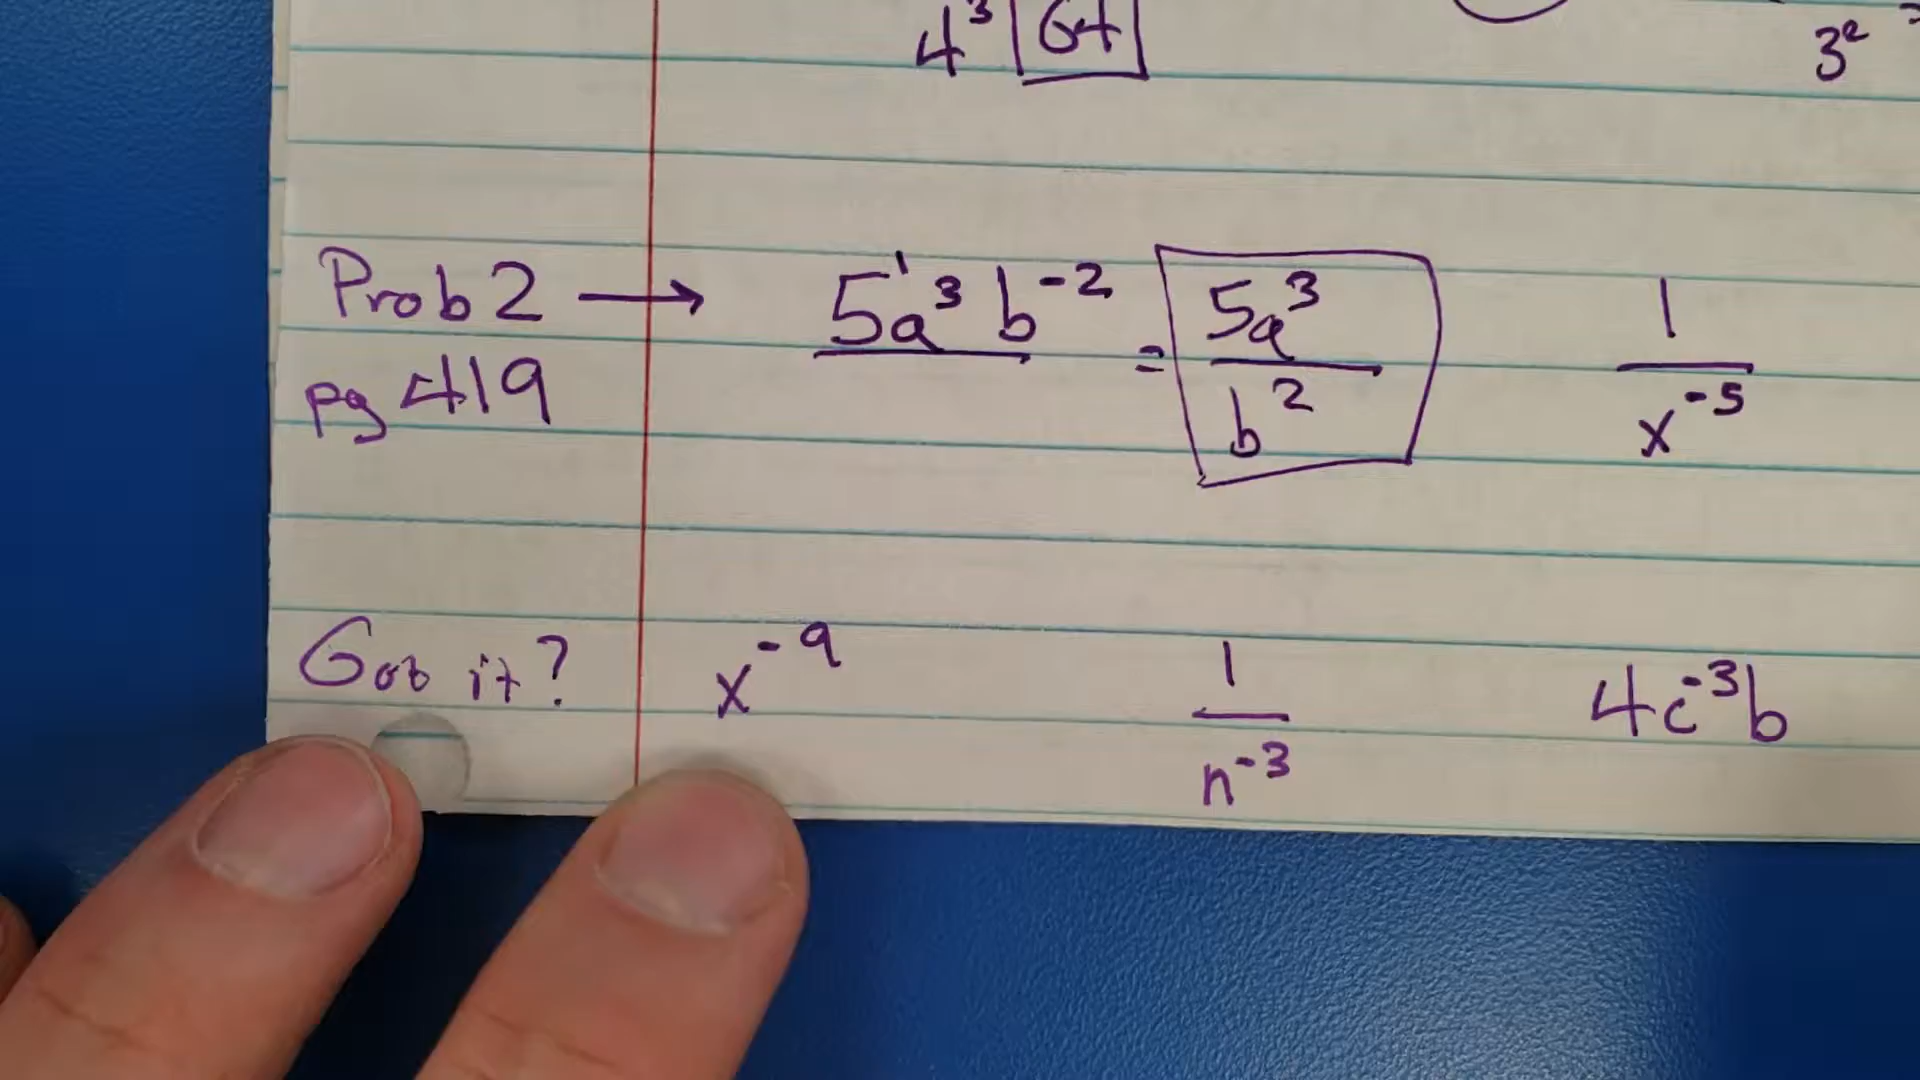 4³ 64 3²
Prob 2 → 5a³ b⁻² = 5a³/b² 1/x⁻⁵
pg 419
Got it? x⁻⁹ 1/n⁻³ 4c⁻³b